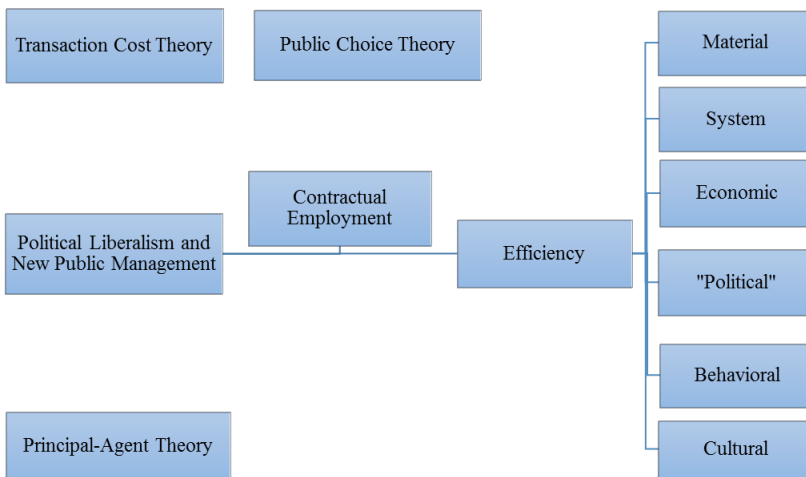 Transaction Cost Theory
Public Choice Theory
Material
System
Contractual
Employment
Economic
Political Liberalism and
New Public Management
Efficiency
"Political"
Behavioral
Principal-Agent Theory
Cultural